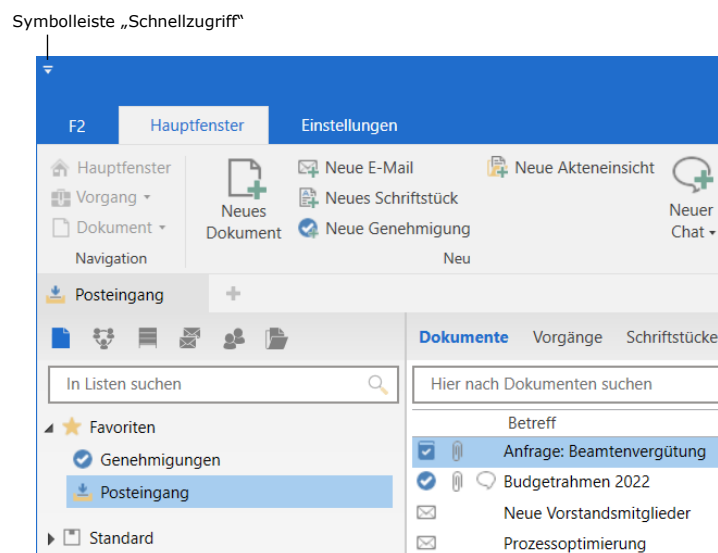 Symbolleiste „Schnellzugriff“
F2 Hauptfenster Einstellungen
Hauptfenster
Vorgang
Dokument
Navigation
Neues
Dokument
Neue E-Mail
Neues Schriftstück
Neue Genehmigung
Neue Akteneinsicht
Neuer
Chat
Neu
Posteingang
In Listen suchen
Favoriten
Genehmigungen
Posteingang
Standard
Dokumente Vorgänge Schriftstücke
Hier nach Dokumenten suchen
Betreff
Anfrage: Beamtenvergütung
Budgetrahmen 2022
Neue Vorstandsmitglieder
Prozessoptimierung